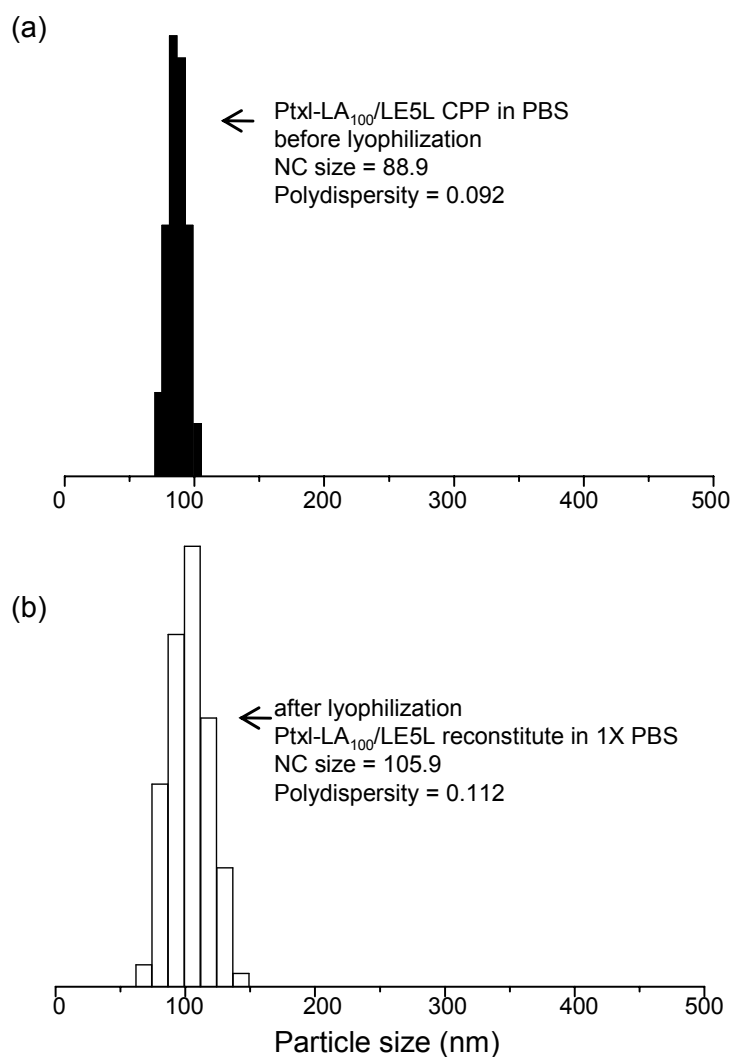 (a)
Ptxl-LA₁₀₀/LE5L CPP in PBS
before lyophilization
NC size = 88.9
Polydispersity = 0.092
0 100 200 300 400 500
(b)
after lyophilization
Ptxl-LA₁₀₀/LE5L reconstitute in 1X PBS
NC size = 105.9
Polydispersity = 0.112
0 100 200 300 400 500
Particle size (nm)